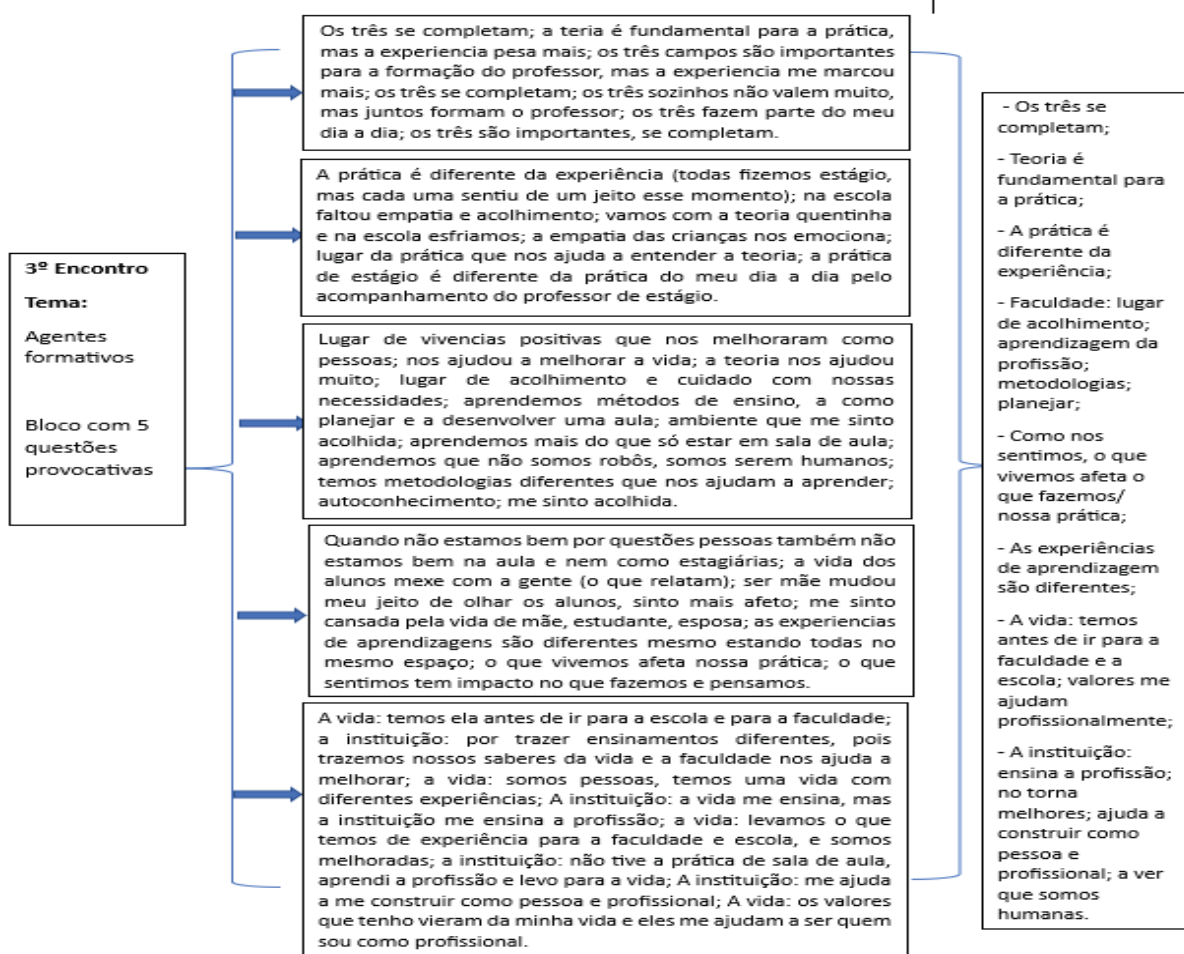 3º Encontro
Tema:
Agentes
formativos
Bloco com 5
questões
provocativas
Os três se completam; a teria é fundamental para a prática,
mas a experiencia pesa mais; os três campos são importantes
para a formação do professor, mas a experiencia me marcou
mais; os três se completam; os três sozinhos não valem muito,
mas juntos formam o professor; os três fazem parte do meu
dia a dia; os três são importantes, se completam.
A prática é diferente da experiência (todas fizemos estágio,
mas cada uma sentiu de um jeito esse momento); na escola
faltou empatia e acolhimento; vamos com a teoria quentinha
e na escola esfriamos; a empatia das crianças nos emociona;
lugar da prática que nos ajuda a entender a teoria; a prática
de estágio é diferente da prática do meu dia a dia pelo
acompanhamento do professor de estágio.
Lugar de vivencias positivas que nos melhoraram como
pessoas; nos ajudou a melhorar a vida; a teoria nos ajudou
muito; lugar de acolhimento e cuidado com nossas
necessidades; aprendemos métodos de ensino, a como
planejar e a desenvolver uma aula; ambiente que me sinto
acolhida; aprendemos mais do que só estar em sala de aula;
aprendemos que não somos robôs, somos serem humanos;
temos metodologias diferentes que nos ajudam a aprender;
autoconhecimento; me sinto acolhida.
Quando não estamos bem por questões pessoas também não
estamos bem na aula e nem como estagiárias; a vida dos
alunos mexe com a gente (o que relatam); ser mãe mudou
meu jeito de olhar os alunos, sinto mais afeto; me sinto
cansada pela vida de mãe, estudante, esposa; as experiencias
de aprendizagens são diferentes mesmo estando todas no
mesmo espaço; o que vivemos afeta nossa prática; o que
sentimos tem impacto no que fazemos e pensamos.
A vida: temos ela antes de ir para a escola e para a faculdade;
a instituição: por trazer ensinamentos diferentes, pois
trazemos nossos saberes da vida e a faculdade nos ajuda a
melhorar; a vida: somos pessoas, temos uma vida com
diferentes experiências; A instituição: a vida me ensina, mas
a instituição me ensina a profissão; a vida: levamos o que
temos de experiência para a faculdade e escola, e somos
melhoradas; a instituição: não tive a prática de sala de aula,
aprendi a profissão e levo para a vida; A instituição: me ajuda
a me construir como pessoa e profissional; A vida: os valores
que tenho vieram da minha vida e eles me ajudam a ser quem
sou como profissional.
- Os três se
completam;
- Teoria é
fundamental para
a prática;
- A prática é
diferente da
experiência;
- Faculdade: lugar
de acolhimento;
aprendizagem da
profissão;
metodologias;
planejar;
- Como nos
sentimos, o que
vivemos afeta o
que fazemos/
nossa prática;
- As experiências
de aprendizagem
são diferentes;
- A vida: temos
antes de ir para a
faculdade e a
escola; valores me
ajudam
profissionalmente;
- A instituição:
ensina a profissão;
no torna
melhores; ajuda a
construir como
pessoa e
profissional; a ver
que somos
humanas.